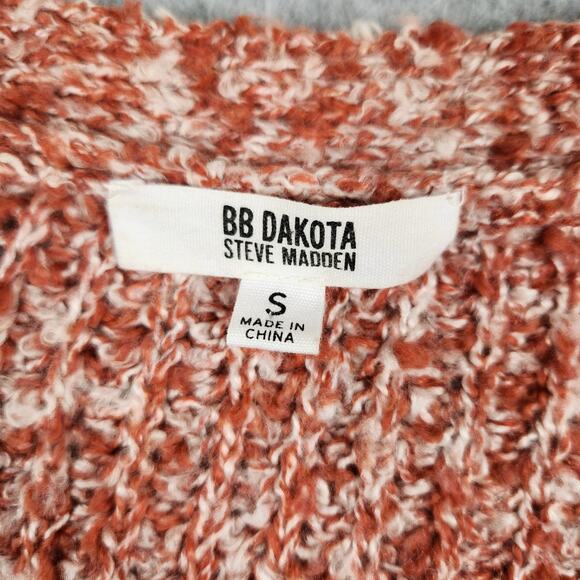 BB DAKOTA
STEVE MADDEN
S
MADE IN
CHINA